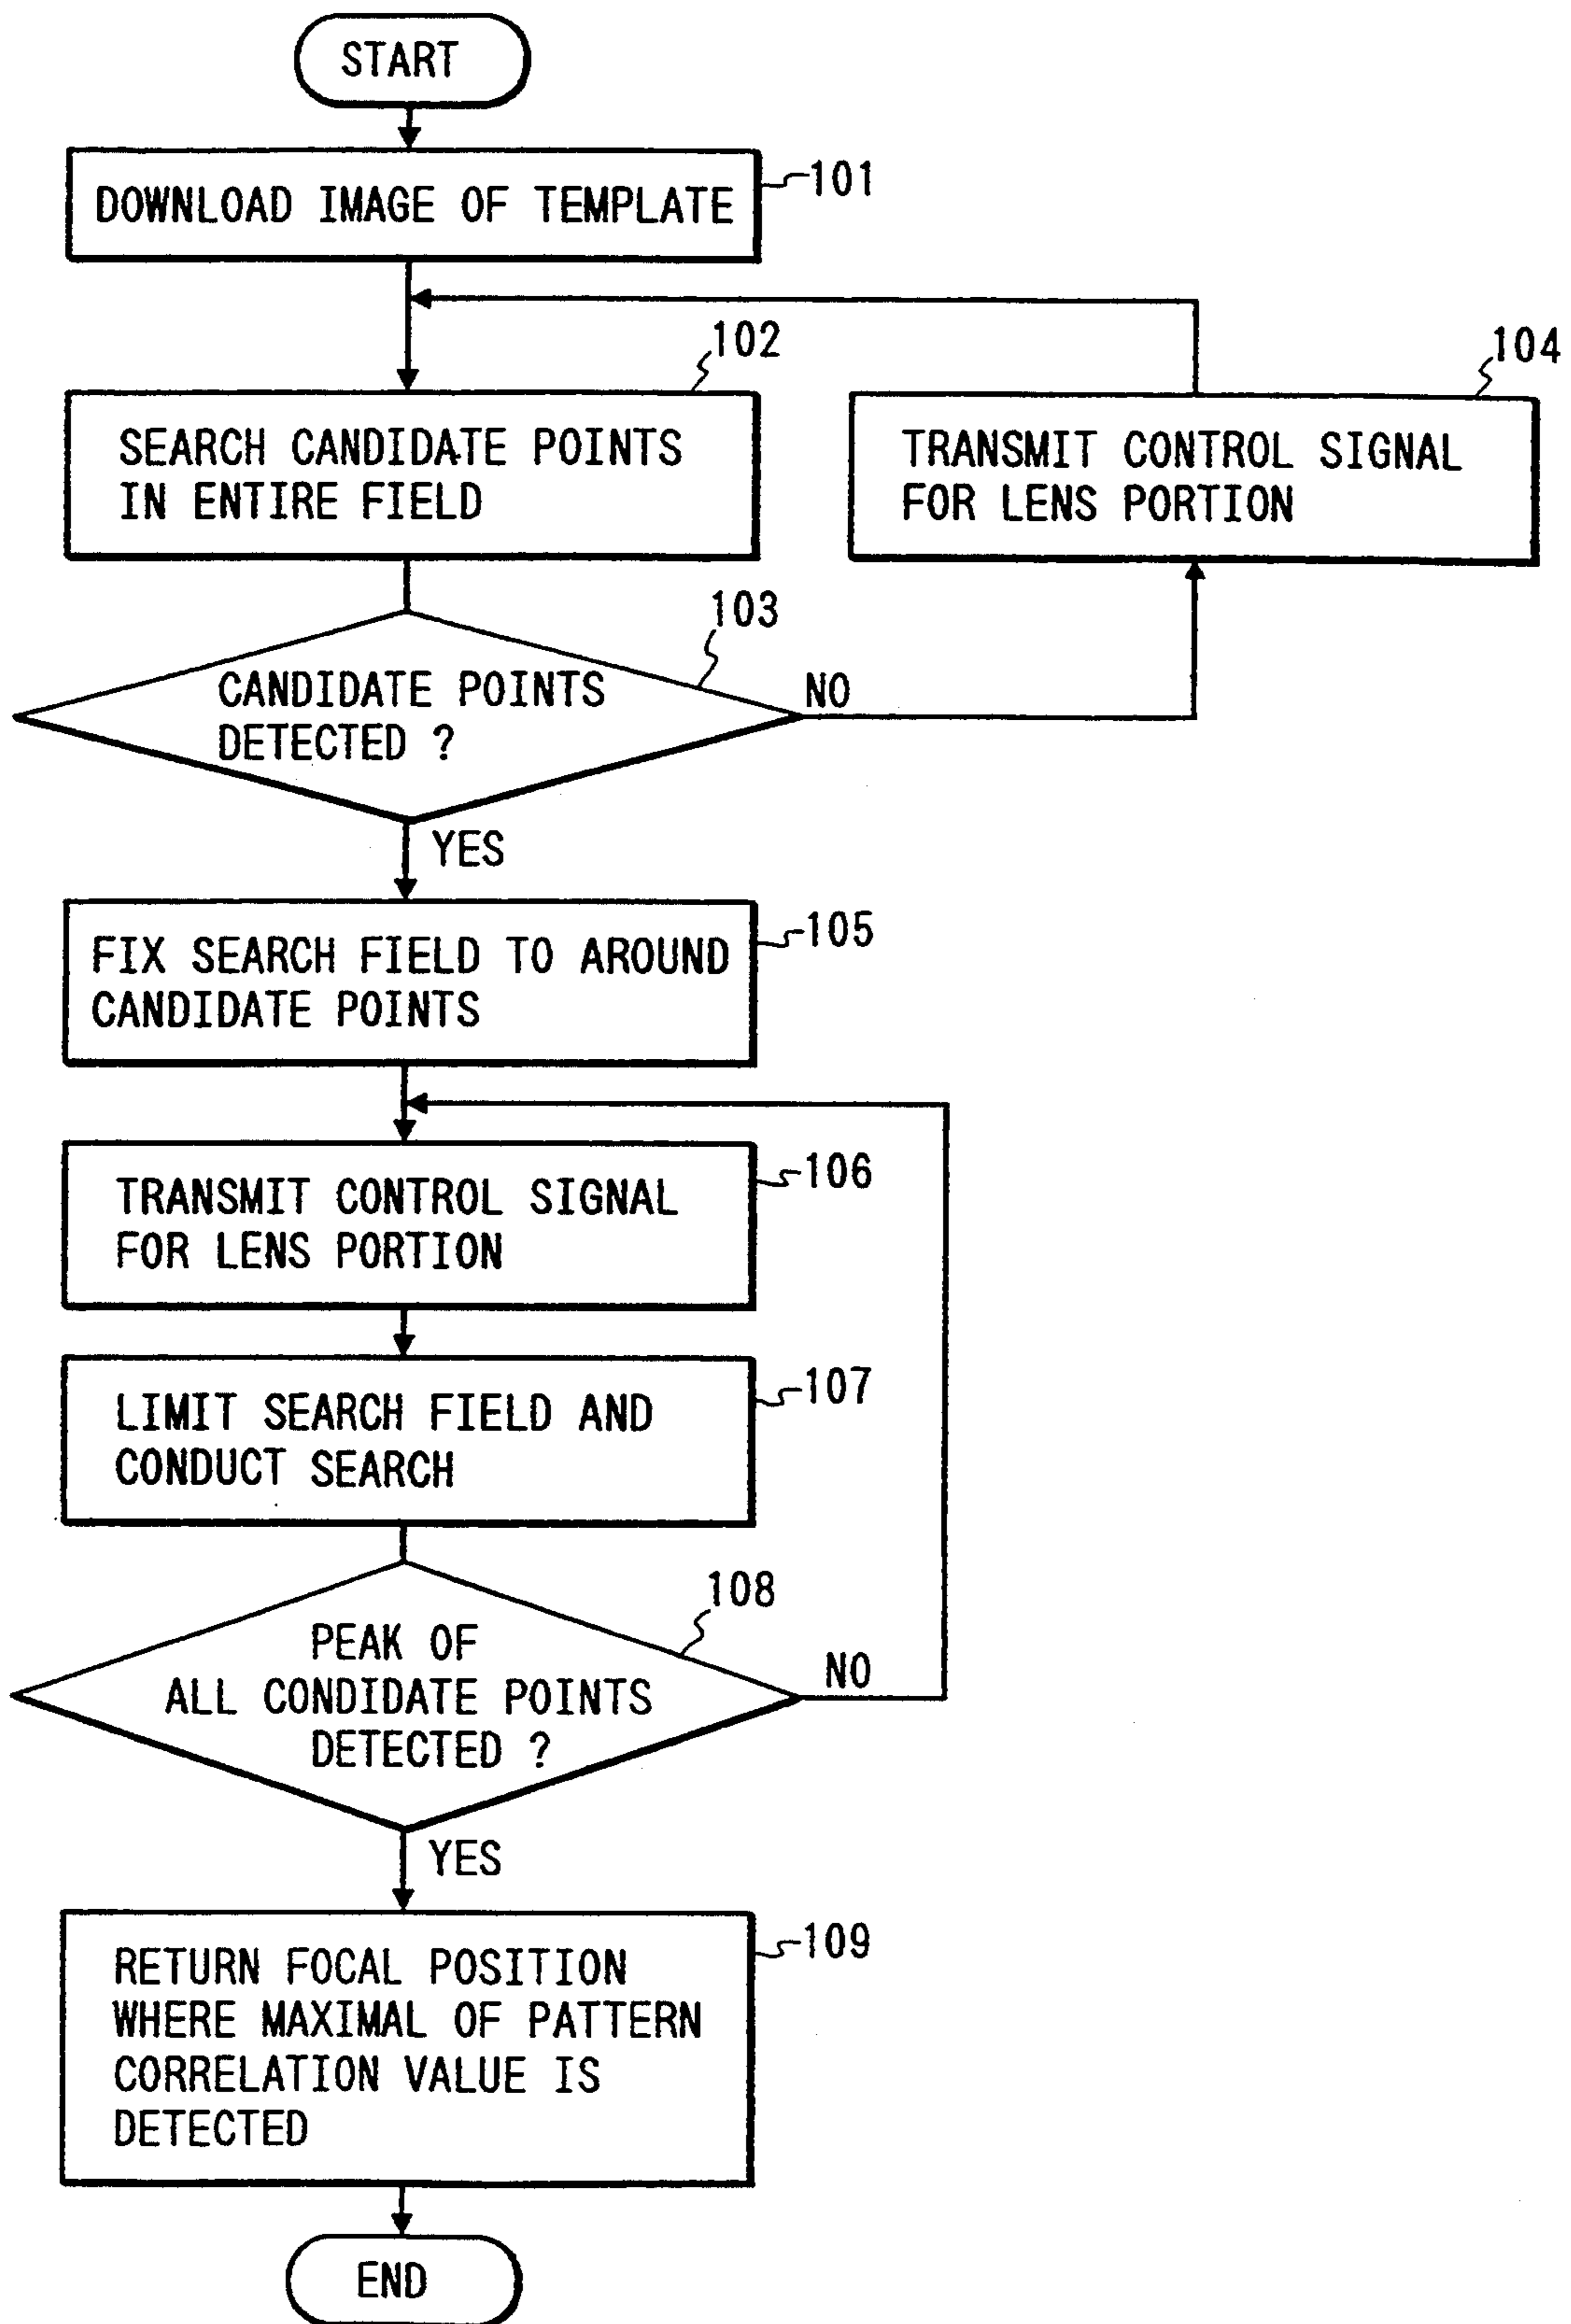 START
DOWNLOAD IMAGE OF TEMPLATE
101
102
SEARCH CANDIDATE POINTS
IN ENTIRE FIELD
104
TRANSMIT CONTROL SIGNAL
FOR LENS PORTION
103
CANDIDATE POINTS
DETECTED ?
NO
YES
105
FIX SEARCH FIELD TO AROUND
CANDIDATE POINTS
106
TRANSMIT CONTROL SIGNAL
FOR LENS PORTION
107
LIMIT SEARCH FIELD AND
CONDUCT SEARCH
108
PEAK OF
ALL CONDIDATE POINTS
DETECTED ?
NO
YES
109
RETURN FOCAL POSITION
WHERE MAXIMAL OF PATTERN
CORRELATION VALUE IS
DETECTED
END